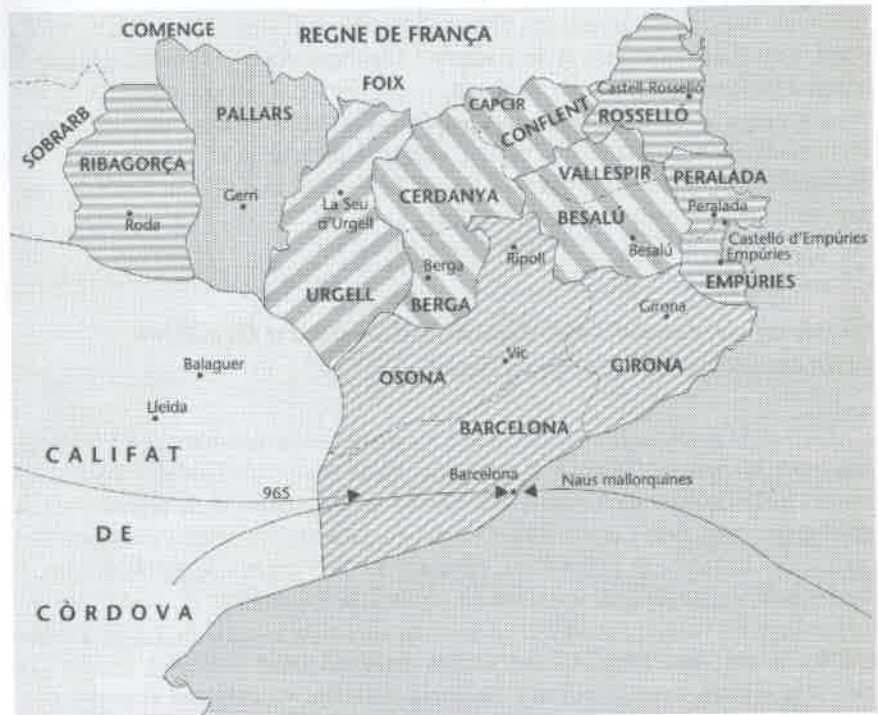 COMENGE
REGNE DE FRANÇA
FOIX
SOBRARB
PALLARS
CAPCIR
CONFLENT
Castell-Rosselló
ROSSELLÓ
RIBAGORÇA
Gerri
La Seu
d'Urgell
CERDANYA
VALLESPIR
PERALADA
Peralada
Roda
BESALÚ
Besalú
Castelló d'Empúries
Empúries
EMPÚRIES
Berga
BERGA
Ripoll
URGELL
Girona
GIRONA
Balaguer
OSONA
Vic
Lleida
BARCELONA
CALIFAT
Barcelona
Naus mallorquines
965
DE
CÒRDOVA